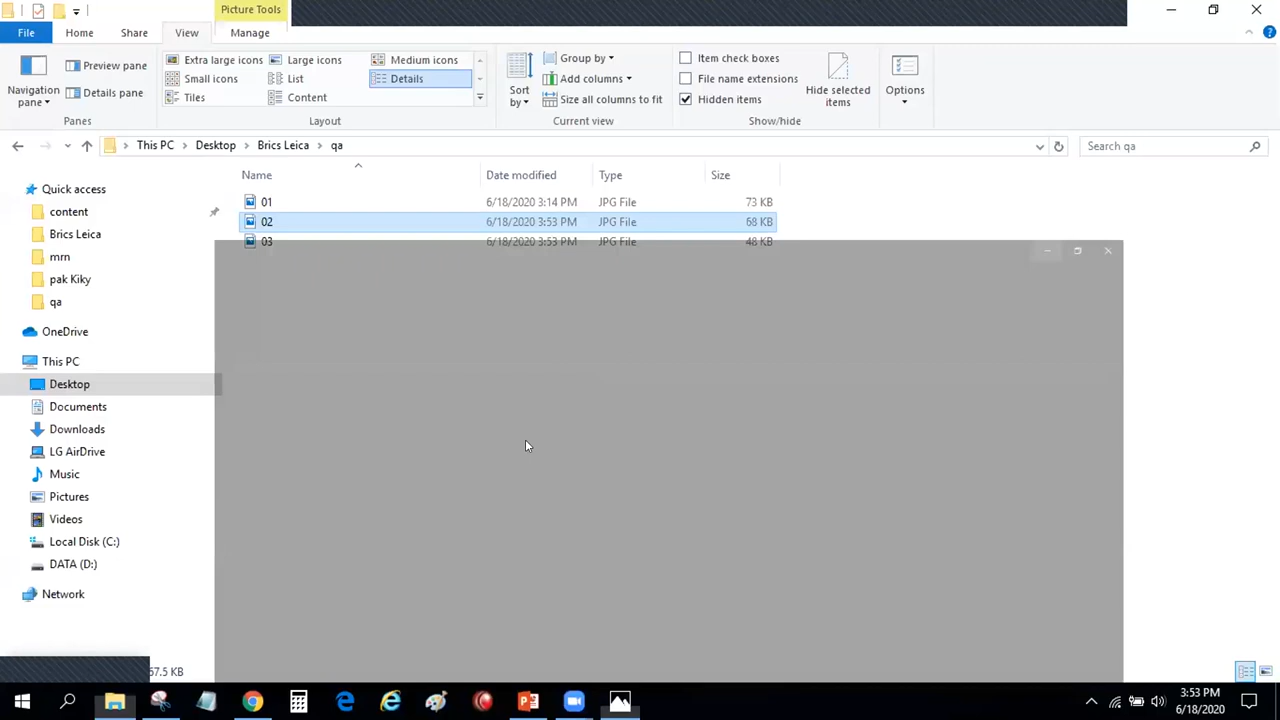 Picture Tools
File
Home
Share
View
Manage
Navigation pane
Preview pane
Details pane
Panes
Extra large icons
Large icons
Medium icons
Small icons
List
Details
Tiles
Content
Layout
Sort by
Group by
Add columns
Size all columns to fit
Current view
Item check boxes
File name extensions
Hidden items
Hide selected items
Show/hide
Options
This PC
Desktop
Brics Leica
qa
Search qa
Name
Date modified
Type
Size
01 6/18/2020 3:14 PM JPG File 73 KB
02 6/18/2020 3:53 PM JPG File 68 KB
03 6/18/2020 3:53 PM JPG File 48 KB
Quick access
content
Brics Leica
mrn
pak Kiky
qa
OneDrive
This PC
Desktop
Documents
Downloads
LG AirDrive
Music
Pictures
Videos
Local Disk (C:)
DATA (D:)
Network
67.5 KB
3:53 PM
6/18/2020